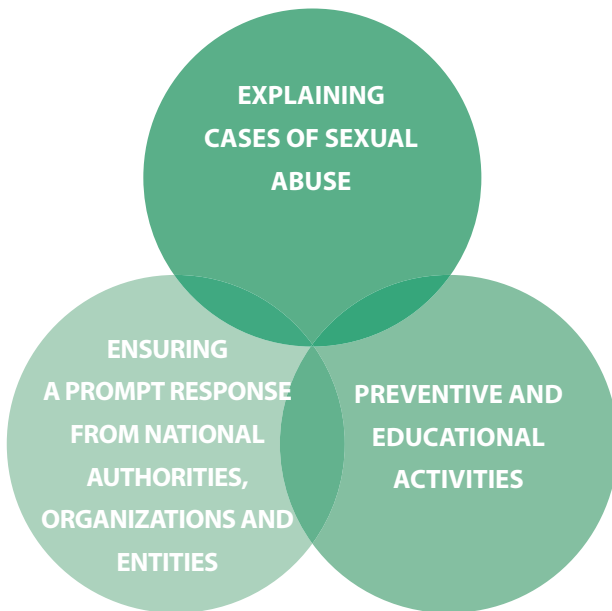 EXPLAINING
CASES OF SEXUAL
ABUSE
ENSURING
A PROMPT RESPONSE
FROM NATIONAL
AUTHORITIES,
ORGANIZATIONS AND
ENTITIES
PREVENTIVE AND
EDUCATIONAL
ACTIVITIES